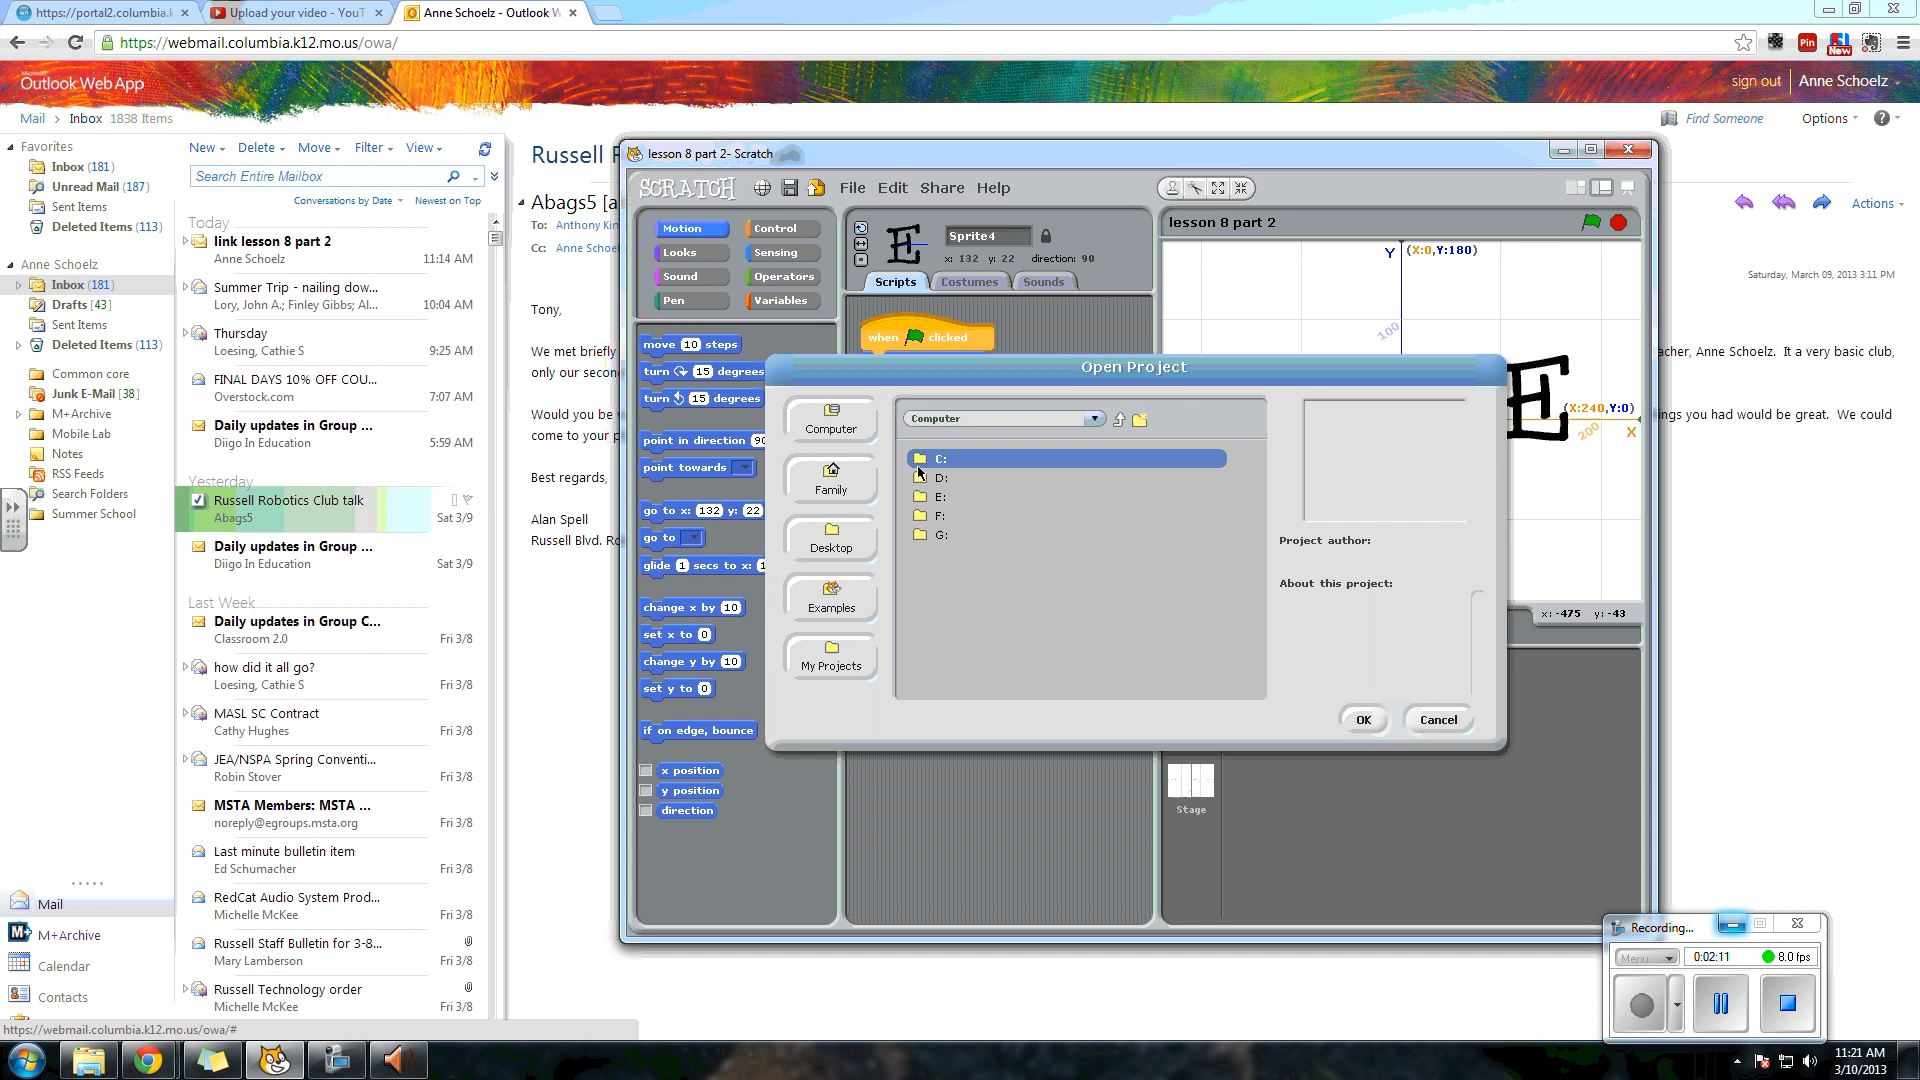 https://portal2.columbia.l
Upload your video - YouT
Anne Schoelz - Outlook W
https://webmail.columbia.k12.mo.us/owa/
Pin
New
Outlook Web App
sign out
Anne Schoelz
Mail > Inbox 1838 Items
Find Someone
Options
Favorites
Inbox (181)
Unread Mail (187)
Sent Items
Deleted Items (113)
Anne Schoelz
Inbox (181)
Drafts [43]
Sent Items
Deleted Items (113)
Common core
Junk E-Mail [38]
M+Archive
Mobile Lab
Notes
RSS Feeds
Search Folders
Summer School
Mail
M+Archive
Calendar
Contacts
https://webmail.columbia.k12.mo.us/owa/#
New Delete Move Filter View
Search Entire Mailbox
Conversations by Date Newest on Top
Today
link lesson 8 part 2
Anne Schoelz 11:14 AM
Summer Trip - nailing dow...
Lory, John A.; Finley Gibbs; Al... 10:04 AM
Thursday
Loesing, Cathie S 9:25 AM
FINAL DAYS 10% OFF COU...
Overstock.com 7:07 AM
Daily updates in Group ...
Diigo In Education 5:59 AM
Yesterday
Russell Robotics Club talk
Abags5 Sat 3/9
Daily updates in Group ...
Diigo In Education Sat 3/9
Last Week
Daily updates in Group C...
Classroom 2.0 Fri 3/8
how did it all go?
Loesing, Cathie S Fri 3/8
MASL SC Contract
Cathy Hughes Fri 3/8
JEA/NSPA Spring Conventi...
Robin Stover Fri 3/8
MSTA Members: MSTA ...
noreply@egroups.msta.org Fri 3/8
Last minute bulletin item
Ed Schumacher Fri 3/8
RedCat Audio System Prod...
Michelle McKee Fri 3/8
Russell Staff Bulletin for 3-8...
Mary Lamberson Fri 3/8
Russell Technology order
Michelle McKee Fri 3/8
Russell
Abags5 [a
To: Anthony Kin
Cc: Anne Schoel
Actions
Saturday, March 09, 2013 3:11 PM
Tony,
We met briefly
acher, Anne Schoelz. It a very basic club,
only our secon
Would you be
ings you had would be great. We could
come to your p
Best regards,
Alan Spell
Russell Blvd. Ro
lesson 8 part 2- Scratch
SCRATCH
File Edit Share Help
Motion Control
Looks Sensing
Sound Operators
Pen Variables
move 10 steps
turn 15 degrees
turn 15 degrees
point in direction 90
point towards
go to x: 132 y: 22
go to
glide 1 secs to x: 1
change x by 10
set x to 0
change y by 10
set y to 0
if on edge, bounce
x position
y position
direction
E
Sprite4
x: 132 y: 22 direction: 90
Scripts Costumes Sounds
when clicked
lesson 8 part 2
Y (X:0,Y:180)
100
E
(X:240,Y:0)
200 X
x: -475 y: -43
Stage
Open Project
Computer
Family
Desktop
Examples
My Projects
Computer
C:
D:
E:
F:
G:
Project author:
About this project:
OK
Cancel
Recording...
Menu
0:02:11
8.0 fps
11:21 AM
3/10/2013